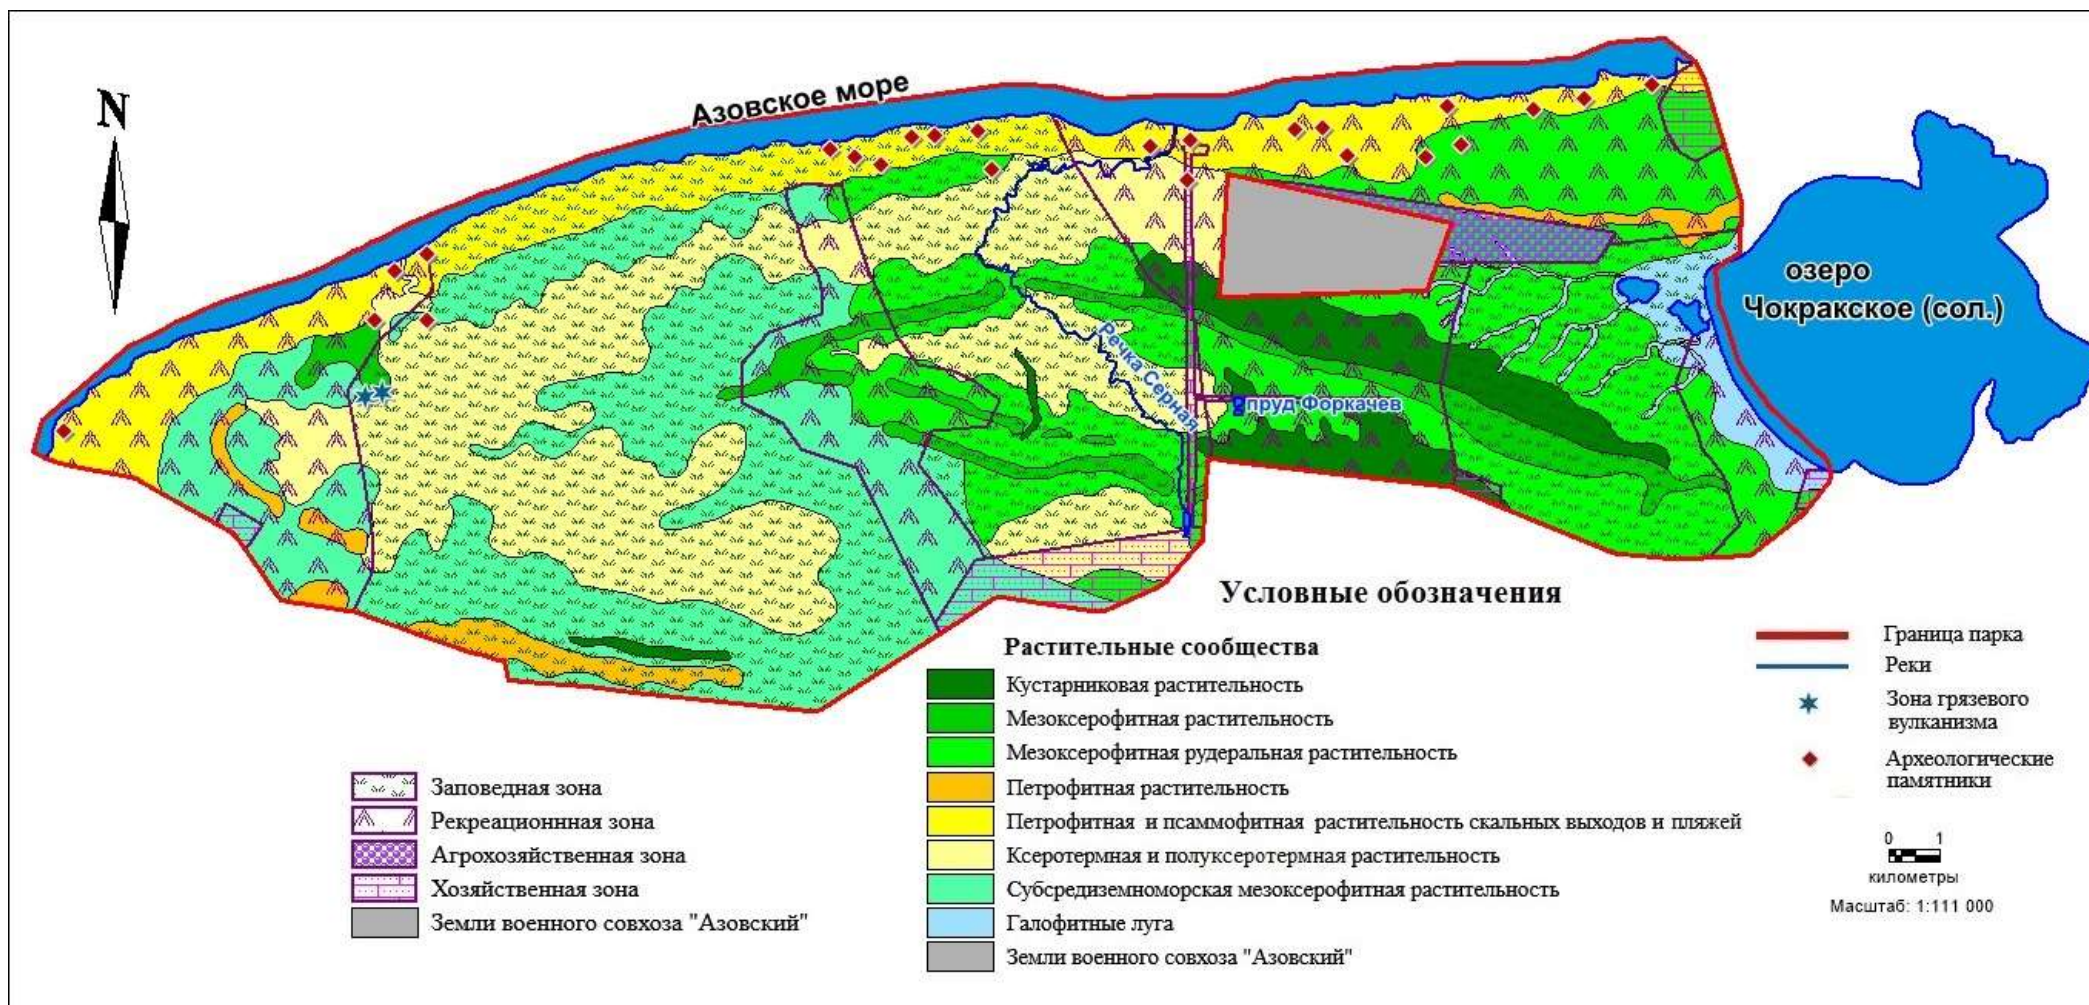 N
Азовское море
озеро
Чокракское (сол.)
Речка Серная
пруд Форкачев
Условные обозначения
Заповедная зона
Рекреационнная зона
Агрохозяйственная зона
Хозяйственная зона
Земли военного совхоза "Азовский"
Растительные сообщества
Кустарниковая растительность
Мезоксерофитная растительность
Мезоксерофитная рудеральная растительность
Петрофитная растительность
Петрофитная и псаммофитная растительность скальных выходов и пляжей
Ксеротермная и полуксеротермная растительность
Субсредиземноморская мезоксерофитная растительность
Галофитные луга
Земли военного совхоза "Азовский"
Граница парка
Реки
Зона грязевого
вулканизма
Археологические
памятники
0 1
километры
Масштаб: 1:111 000